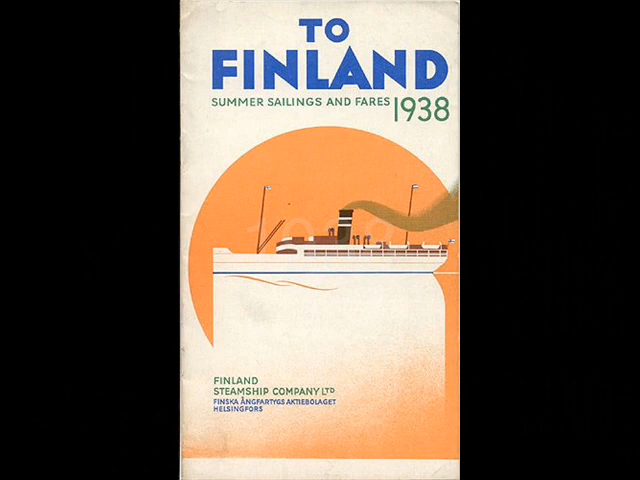 TO
FINLAND
SUMMER SAILINGS AND FARES 1938
FINLAND
STEAMSHIP COMPANY LTD
FINSKA ÅNGFARTYGS AKTIEBOLAGET
HELSINGFORS